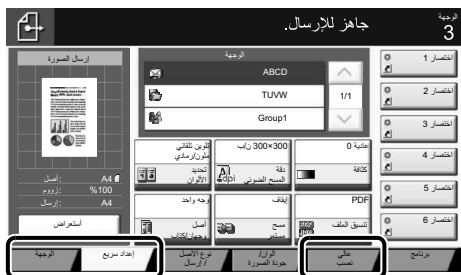 جاهز للإرسال.
الوجهة
3
إرسال الصورة
أصل: A4
زووم: %100
إرسال: A4
أستعراض
الوجهة
ABCD
TUVW
Group1
1/1
تلوين تلقائي
ملون/رمادي
تحديد
الألوان
300×300 ن/ب
دقة
المسح الضوئي
عادية 0
كثافة
وجه واحد
أصل
وجهان/كتاب
إيقاف
مسح
مستمر
PDF
تنسيق الملف
اختصار 1
اختصار 2
اختصار 3
اختصار 4
اختصار 5
اختصار 6
الوجهة
إعداد سريع
نوع الأصل
/ إرسال
الوان/
جودة الصورة
عالي
نصب
برنامج